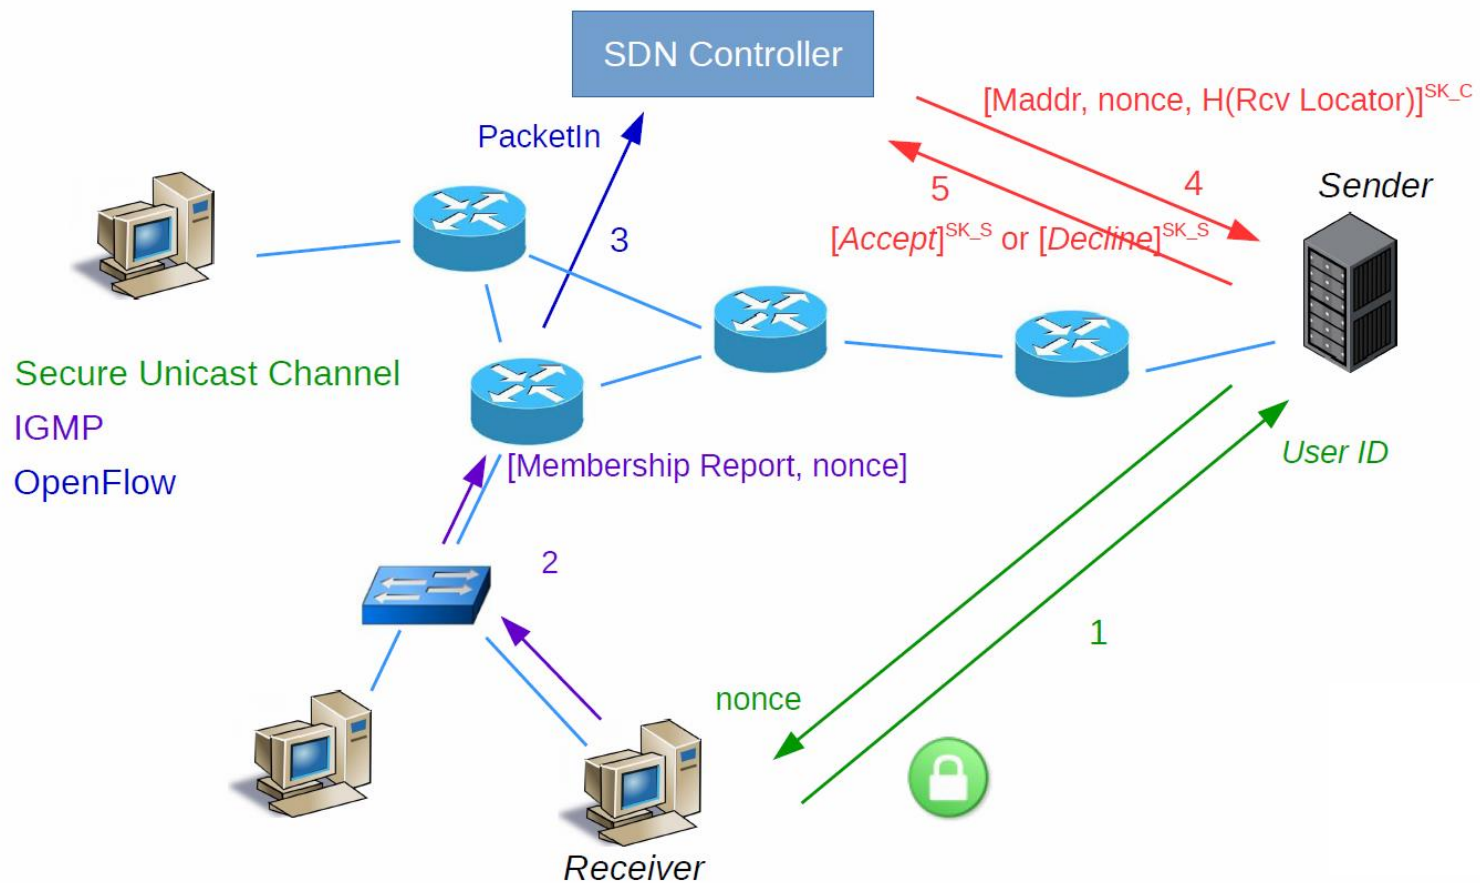 SDN Controller
[Maddr, nonce, H(Rcv Locator)]^SK_C
PacketIn
5
4
Sender
3
[Accept]^SK_S or [Decline]^SK_S
Secure Unicast Channel
IGMP
OpenFlow
[Membership Report, nonce]
User ID
2
1
nonce
Receiver